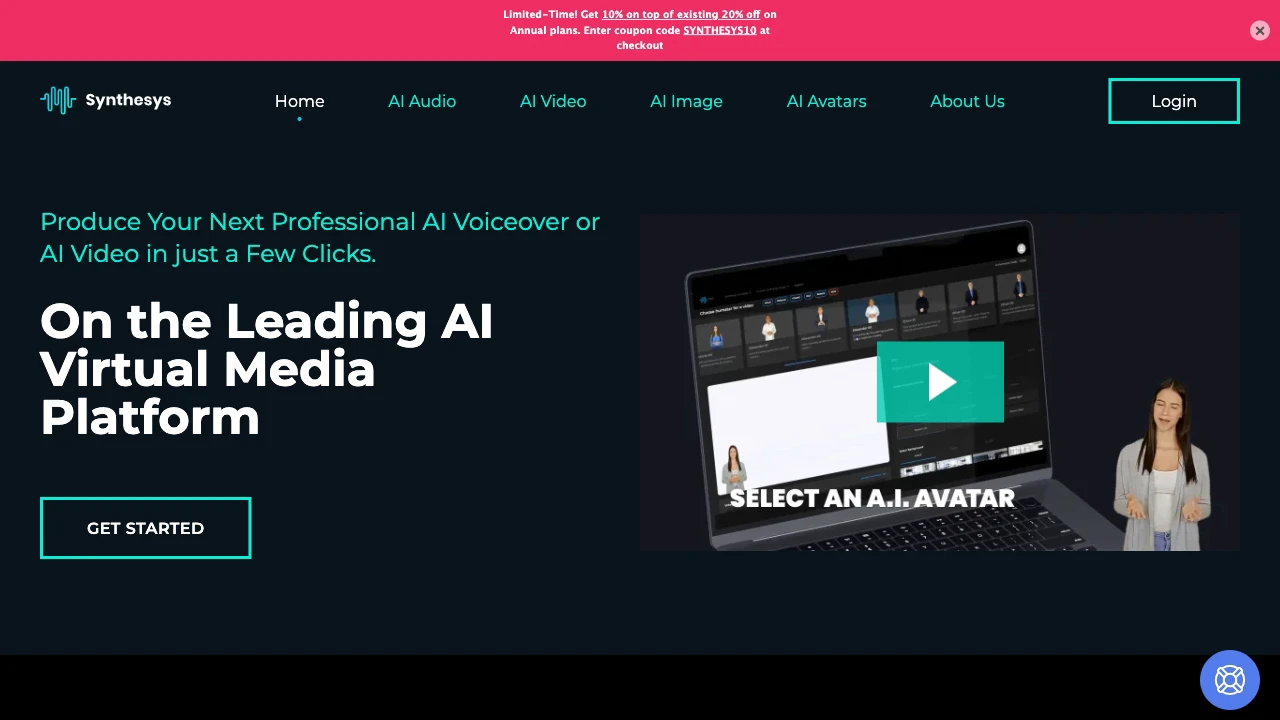 Limited-Time! Get 10% on top of existing 20% off on
Annual plans. Enter coupon code SYNTHESYS10 at
checkout
Synthesys
Home
AI Audio
AI Video
AI Image
AI Avatars
About Us
Login
Produce Your Next Professional AI Voiceover or
AI Video in just a Few Clicks.
On the Leading AI
Virtual Media
Platform
GET STARTED
SELECT AN A.I. AVATAR